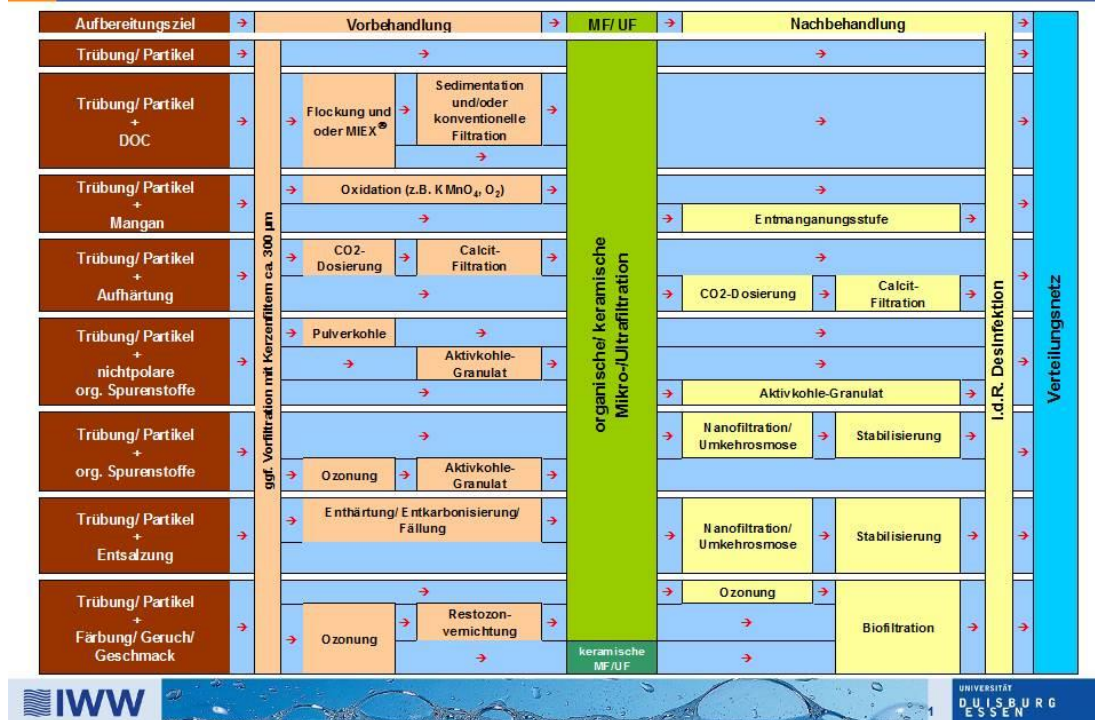 Aufbereitungsziel → Vorbehandlung → MF/ UF → Nachbehandlung →
Trübung/ Partikel → → → →
Trübung/ Partikel
+
DOC
→ → Flockung und
oder MIEX®
→ Sedimentation
und/oder
konventionelle
Filtration
→
→
→
→
Trübung/ Partikel
+
Mangan
→ → Oxidation (z.B. KMnO₄, O₂) → →
→ → Entmanganungsstufe → →
Trübung/ Partikel
+
Aufhärtung
→ → CO2-
Dosierung
→ Calcit-
Filtration
→ →
→ → CO2-Dosierung → Calcit-
Filtration
→ →
Trübung/ Partikel
+
nichtpolare
org. Spurenstoffe
→ → Pulverkohle → →
→ Aktivkohle-
Granulat
→ →
→ → Aktivkohle-Granulat → →
Trübung/ Partikel
+
org. Spurenstoffe
→ → → Nanofiltration/
Umkehrosmose
→ Stabilisierung → →
→ Ozonung → Aktivkohle-
Granulat
→
Trübung/ Partikel
+
Entsalzung
→ → Enthärtung/ Entkarbonisierung/
Fällung
→ → Nanofiltration/
Umkehrosmose
→ Stabilisierung → →
Trübung/ Partikel
+
Färbung/ Geruch/
Geschmack
→ → → Ozonung →
→ Ozonung → Restozon-
vernichtung
→ → Biofiltration → →
→ keramische
MF/UF
→
ggf. Vorfiltration mit Kerzenfiltern ca. 300 µm
organische/ keramische
Mikro-/Ultrafiltration
I.d.R. Desinfektion
Verteilungsnetz
IWW
1
UNIVERSITÄT
DUISBURG
ESSEN